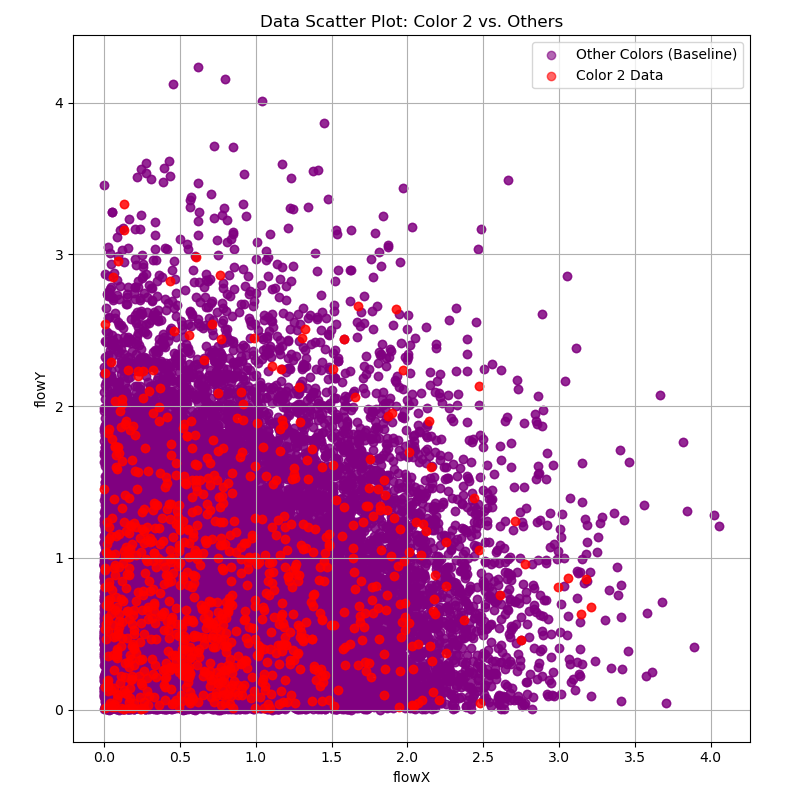 Data Scatter Plot: Color 2 vs. Others
Other Colors (Baseline)
Color 2 Data
flowY
4
3
2
1
0
0.0 0.5 1.0 1.5 2.0 2.5 3.0 3.5 4.0
flowX